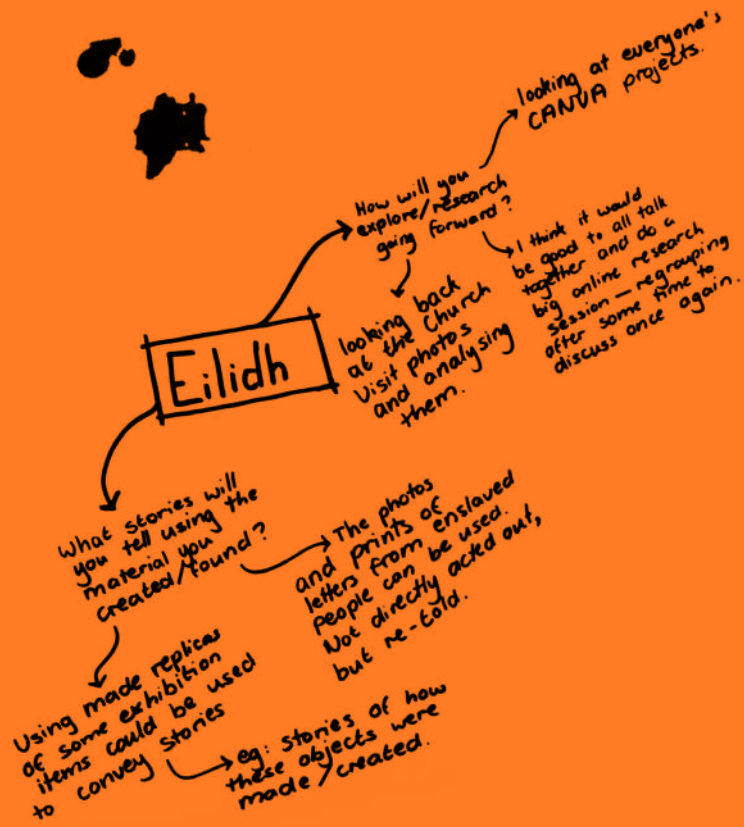 Eilidh
How will you
explore/research
going forward?
looking at everyone's
CANVA projects.
I think it would
be good to all talk
together and do a
big online research
session — regrouping
after some time to
discuss once again.
looking back
at the Church
Visit photos
and analysing
them.
What stories will
you tell using the
material you
created/found?
The photos
and prints of
letters from enslaved
people can be used.
Not directly acted out,
but re-told.
Using made replicas
of some exhibition
items could be used
to convey stories
eg: stories of how
these objects were
made/created.